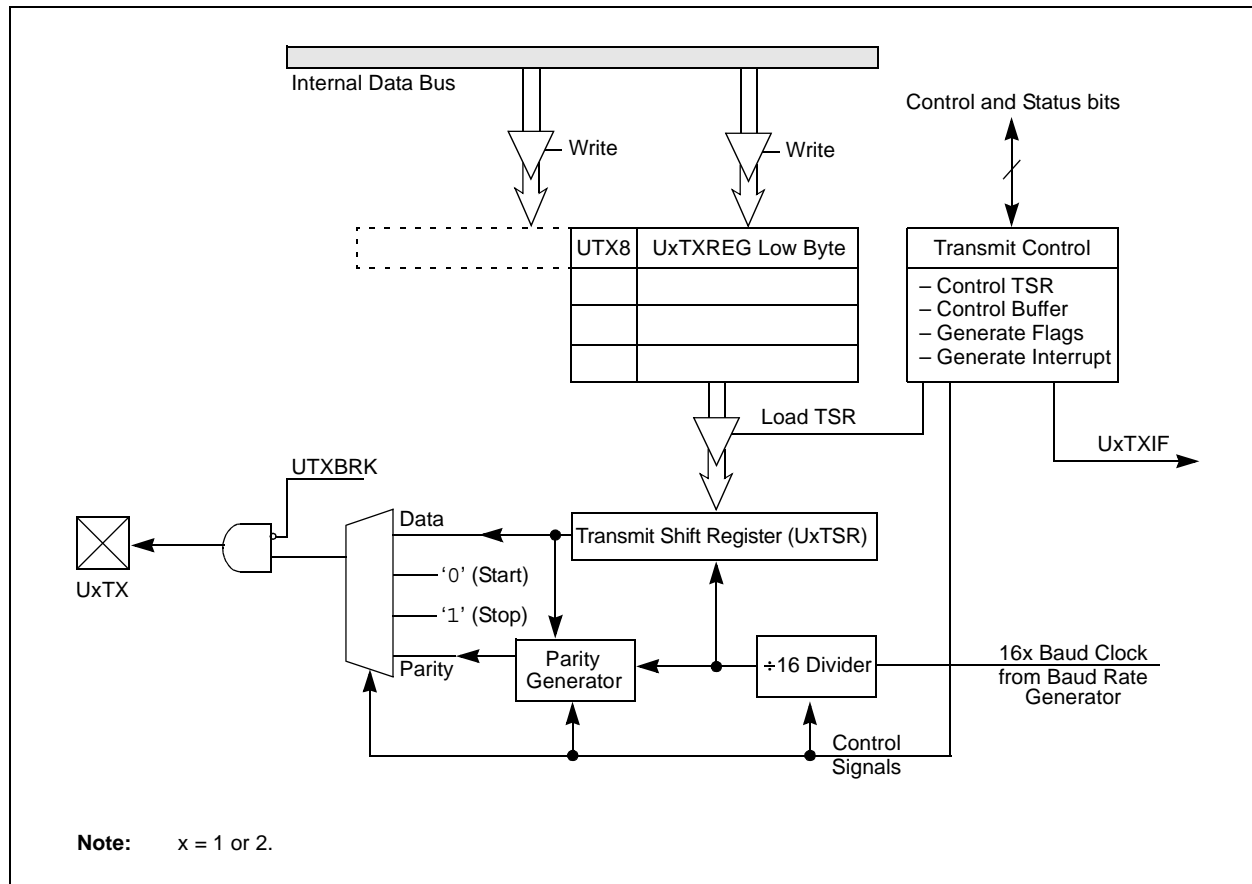 Internal Data Bus
Control and Status bits
Write
Write
UTX8
UxTXREG Low Byte
Transmit Control
– Control TSR
– Control Buffer
– Generate Flags
– Generate Interrupt
Load TSR
UxTXIF
UTXBRK
Data
Transmit Shift Register (UxTSR)
UxTX
‘0’ (Start)
‘1’ (Stop)
Parity
Parity
Generator
÷16 Divider
16x Baud Clock
from Baud Rate
Generator
Control
Signals
Note: x = 1 or 2.